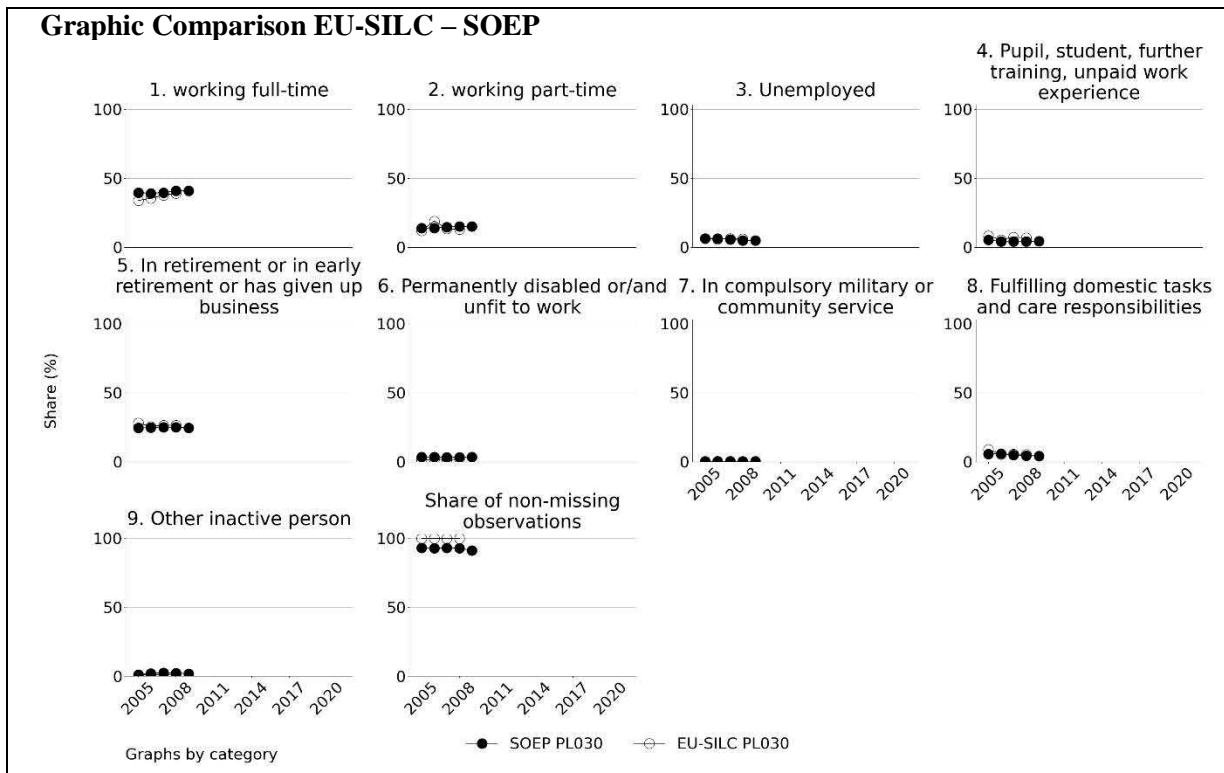 Graphic Comparison EU-SILC – SOEP
1. working full-time
100
50
0
2. working part-time
100
50
0
3. Unemployed
100
50
0
4. Pupil, student, further
training, unpaid work
experience
100
50
0
Share (%)
5. In retirement or in early
retirement or has given up
business
100
50
0
6. Permanently disabled or/and
unfit to work
100
50
0
7. In compulsory military or
community service
100
50
0
2005 2008 2011 2014 2017 2020
8. Fulfilling domestic tasks
and care responsibilities
100
50
0
2005 2008 2011 2014 2017 2020
9. Other inactive person
100
50
0
2005 2008 2011 2014 2017 2020
Share of non-missing
observations
100
50
0
2005 2008 2011 2014 2017 2020
SOEP PL030 EU-SILC PL030
Graphs by category